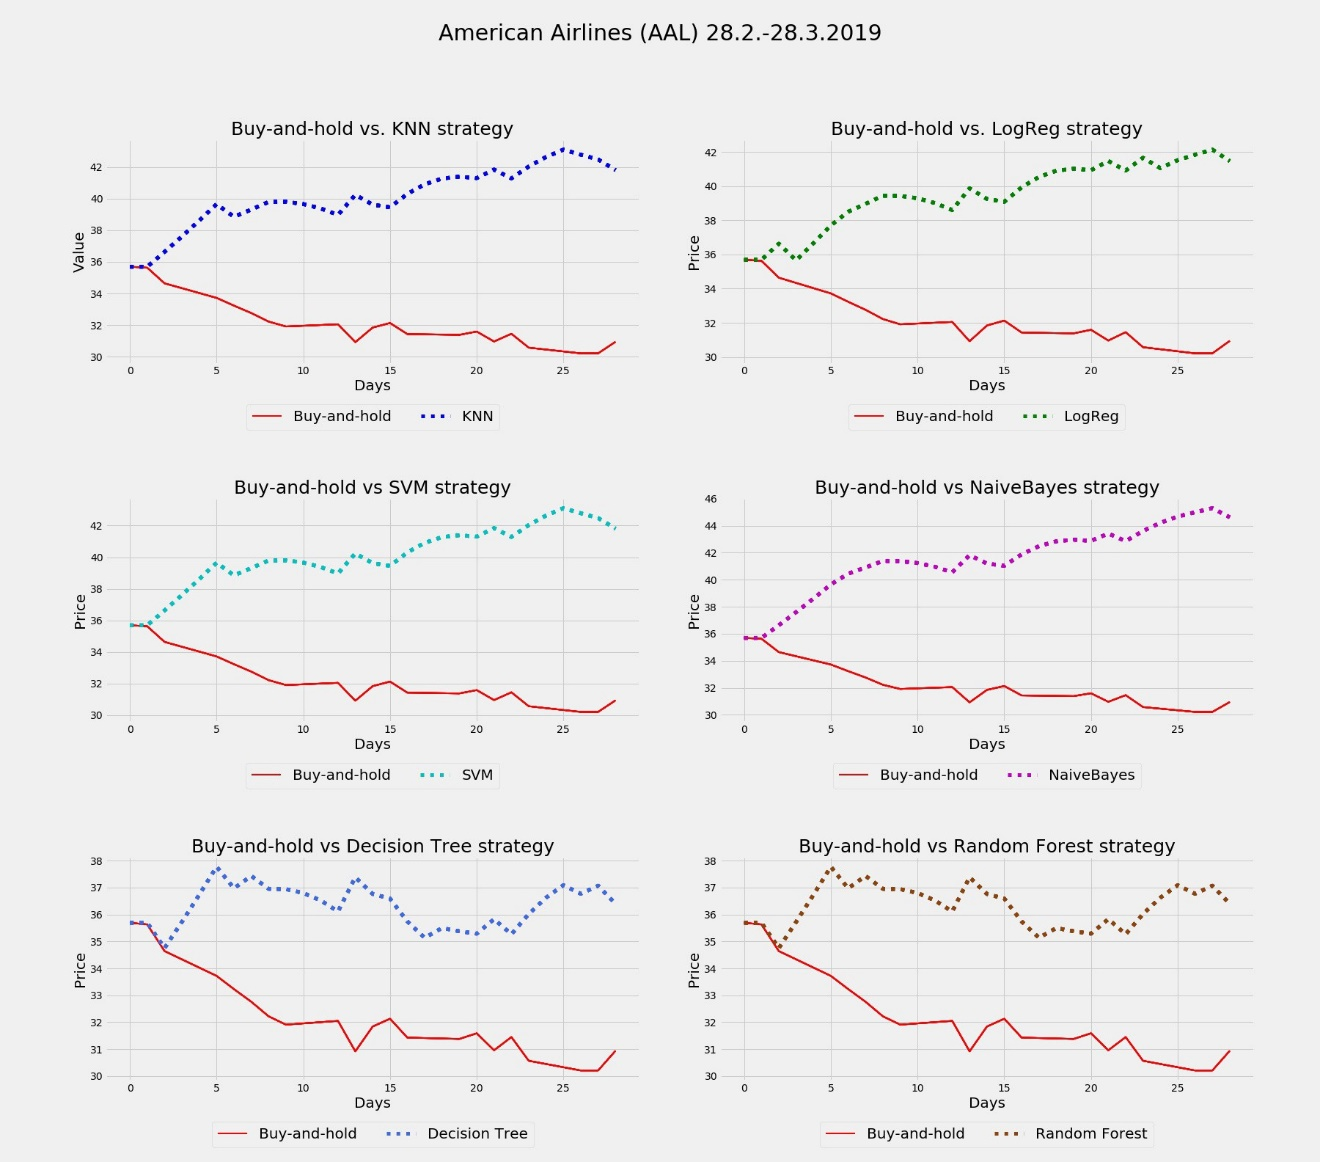 American Airlines (AAL) 28.2.-28.3.2019
Buy-and-hold vs. KNN strategy
42
40
38
36
34
32
30
Value
0 5 10 15 20 25
Days
Buy-and-hold KNN
Buy-and-hold vs. LogReg strategy
42
40
38
36
34
32
30
Price
0 5 10 15 20 25
Days
Buy-and-hold LogReg
Buy-and-hold vs SVM strategy
42
40
38
36
34
32
30
Price
0 5 10 15 20 25
Days
Buy-and-hold SVM
Buy-and-hold vs NaiveBayes strategy
46
44
42
40
38
36
34
32
30
Price
0 5 10 15 20 25
Days
Buy-and-hold NaiveBayes
Buy-and-hold vs Decision Tree strategy
38
37
36
35
34
33
32
31
30
Price
0 5 10 15 20 25
Days
Buy-and-hold Decision Tree
Buy-and-hold vs Random Forest strategy
38
37
36
35
34
33
32
31
30
Price
0 5 10 15 20 25
Days
Buy-and-hold Random Forest